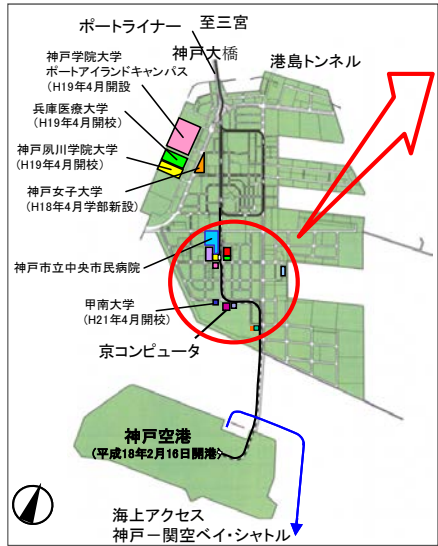 ポートライナー
至三宮
神戸大橋
港島トンネル
神戸学院大学
ポートアイランドキャンパス
(H19年4月開設
兵庫医療大学
(H19年4月開校)
神戸夙川学院大学
(H19年4月開校)
神戸女子大学
(H18年4月学部新設)
神戸市立中央市民病院
甲南大学
(H21年4月開校)
京コンピュータ
神戸空港
(平成18年2月16日開港)
海上アクセス
神戸－関空ベイ・シャトル